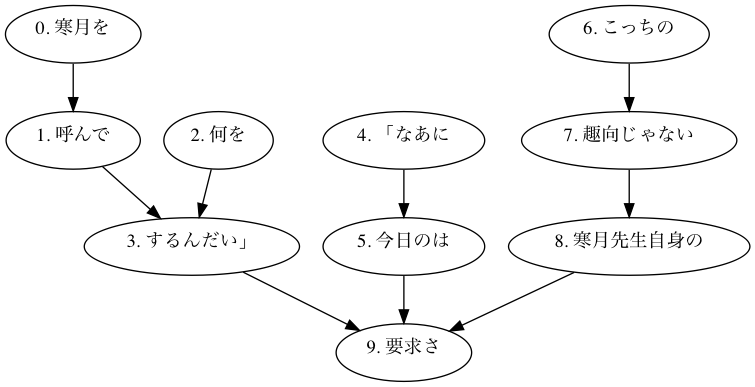 0. 寒月を
6. こっちの
1. 呼んで
2. 何を
4. 「なあに
7. 趣向じゃない
3. するんだい」
5. 今日のは
8. 寒月先生自身の
9. 要求さ